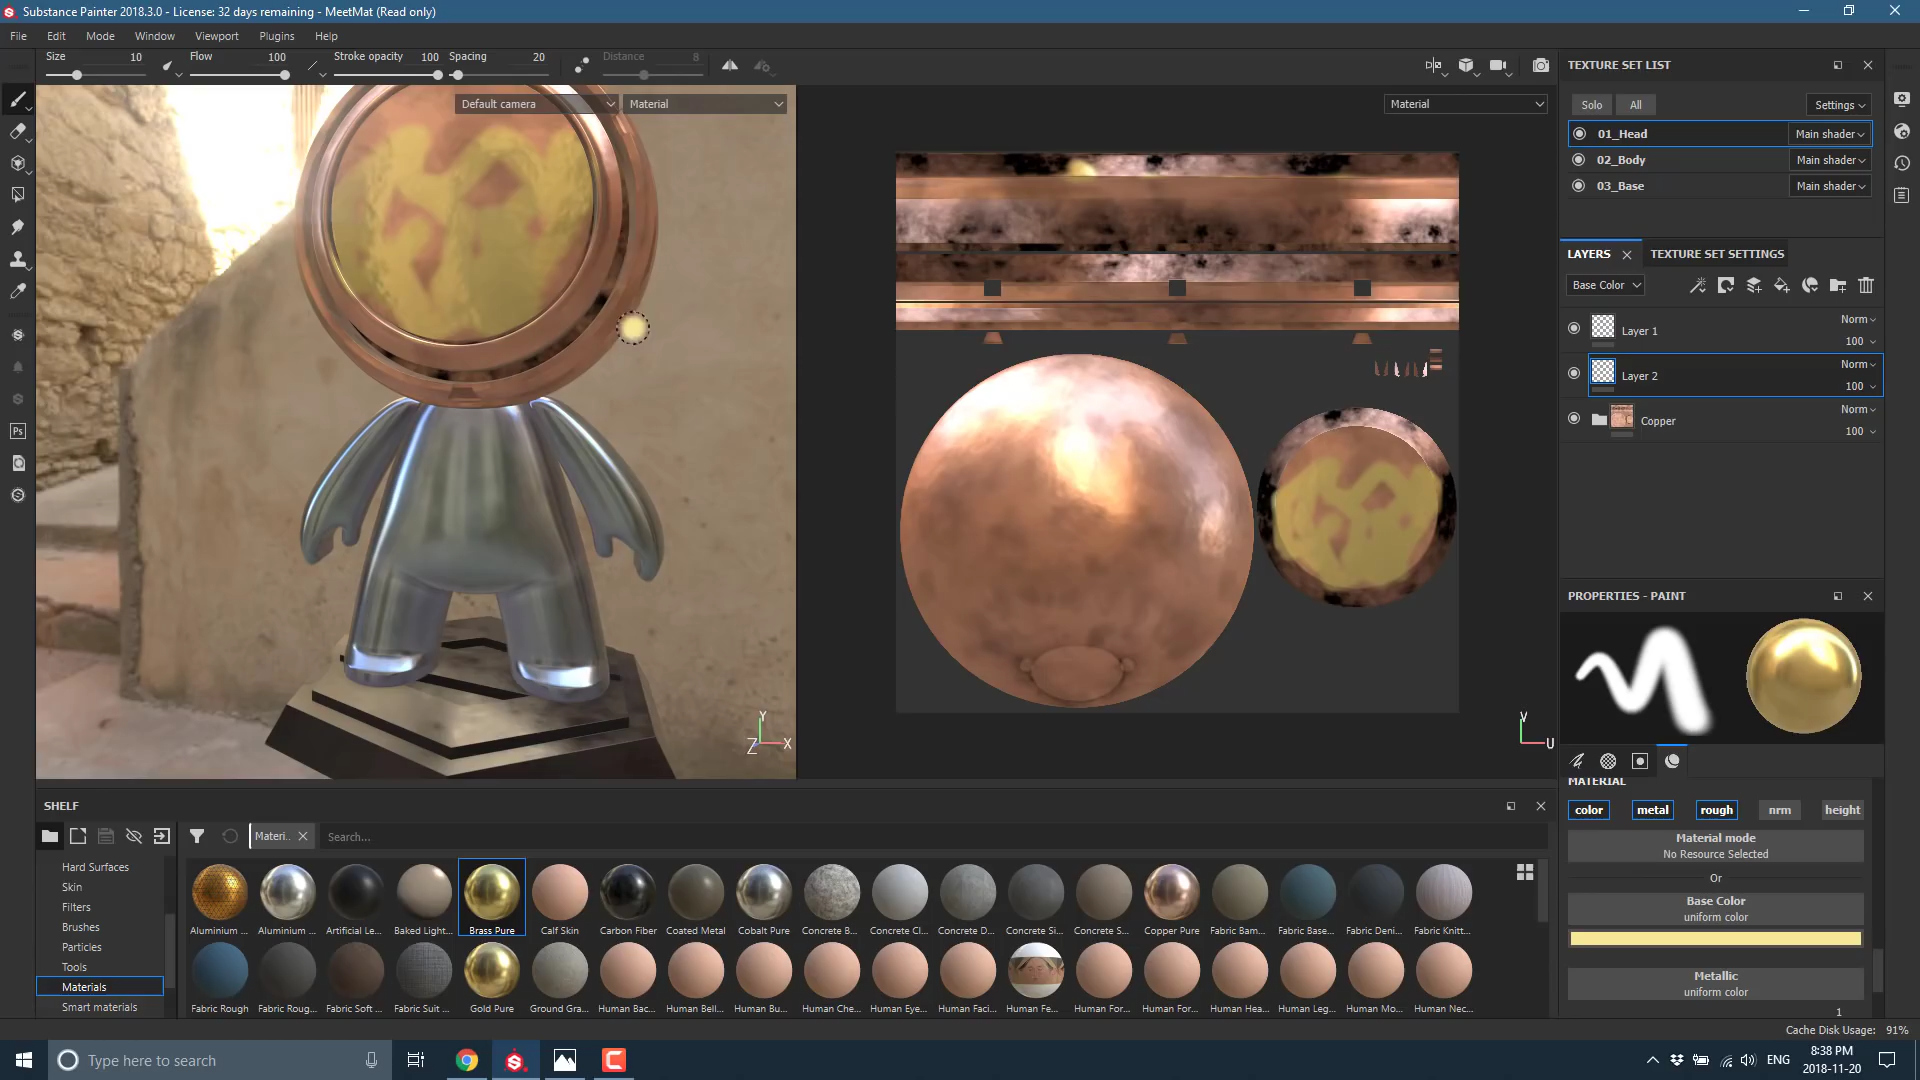 Substance Painter 2018.3.0 - License: 32 days remaining - MeetMat (Read only)
File Edit Mode Window Viewport Plugins Help
Size 10 Flow 100 Stroke opacity 100 Spacing 20 Distance 8
Default camera Material
Material
Y
Z X
V
U
TEXTURE SET LIST
Solo All Settings
01_Head Main shader
02_Body Main shader
03_Base Main shader
LAYERS TEXTURE SET SETTINGS
Base Color
Layer 1 Norm 100
Layer 2 Norm 100
Copper Norm 100
PROPERTIES - PAINT
MATERIAL
color metal rough nrm height
Material mode
No Resource Selected
Or
Base Color
uniform color
Metallic
uniform color
1
SHELF
Materi.. Search...
Hard Surfaces
Skin
Filters
Brushes
Particles
Tools
Materials
Smart materials
Aluminium ... Aluminium ... Artificial Le... Baked Light... Brass Pure Calf Skin Carbon Fiber Coated Metal Cobalt Pure Concrete B... Concrete Cl... Concrete D... Concrete Si... Concrete S... Copper Pure Fabric Bam... Fabric Base... Fabric Deni... Fabric Knitt...
Fabric Rough Fabric Roug... Fabric Soft ... Fabric Suit ... Gold Pure Ground Gra... Human Bac... Human Bell... Human Bu... Human Che... Human Eye... Human Faci... Human Fe... Human For... Human For... Human Hea... Human Leg... Human Mo... Human Nec...
Cache Disk Usage: 91%
Ps
Type here to search
ENG
8:38 PM
2018-11-20